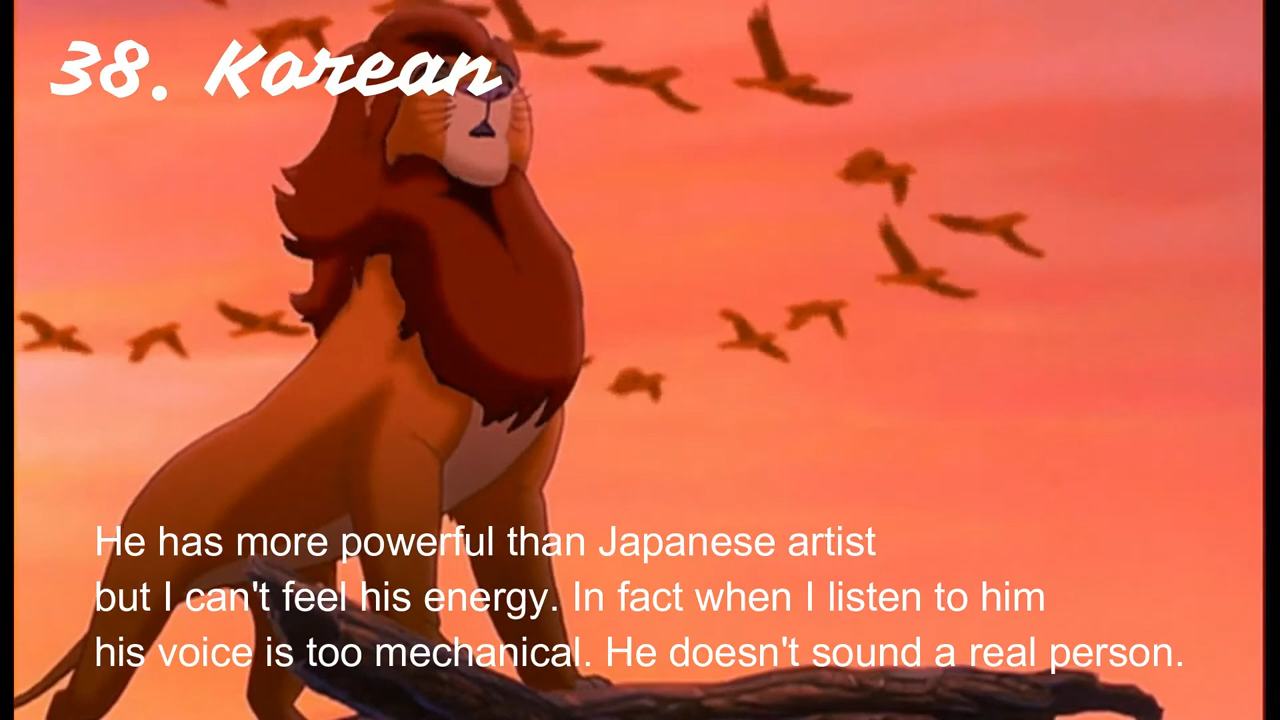 38. Korean
He has more powerful than Japanese artist
but I can't feel his energy. In fact when I listen to him
his voice is too mechanical. He doesn't sound a real person.